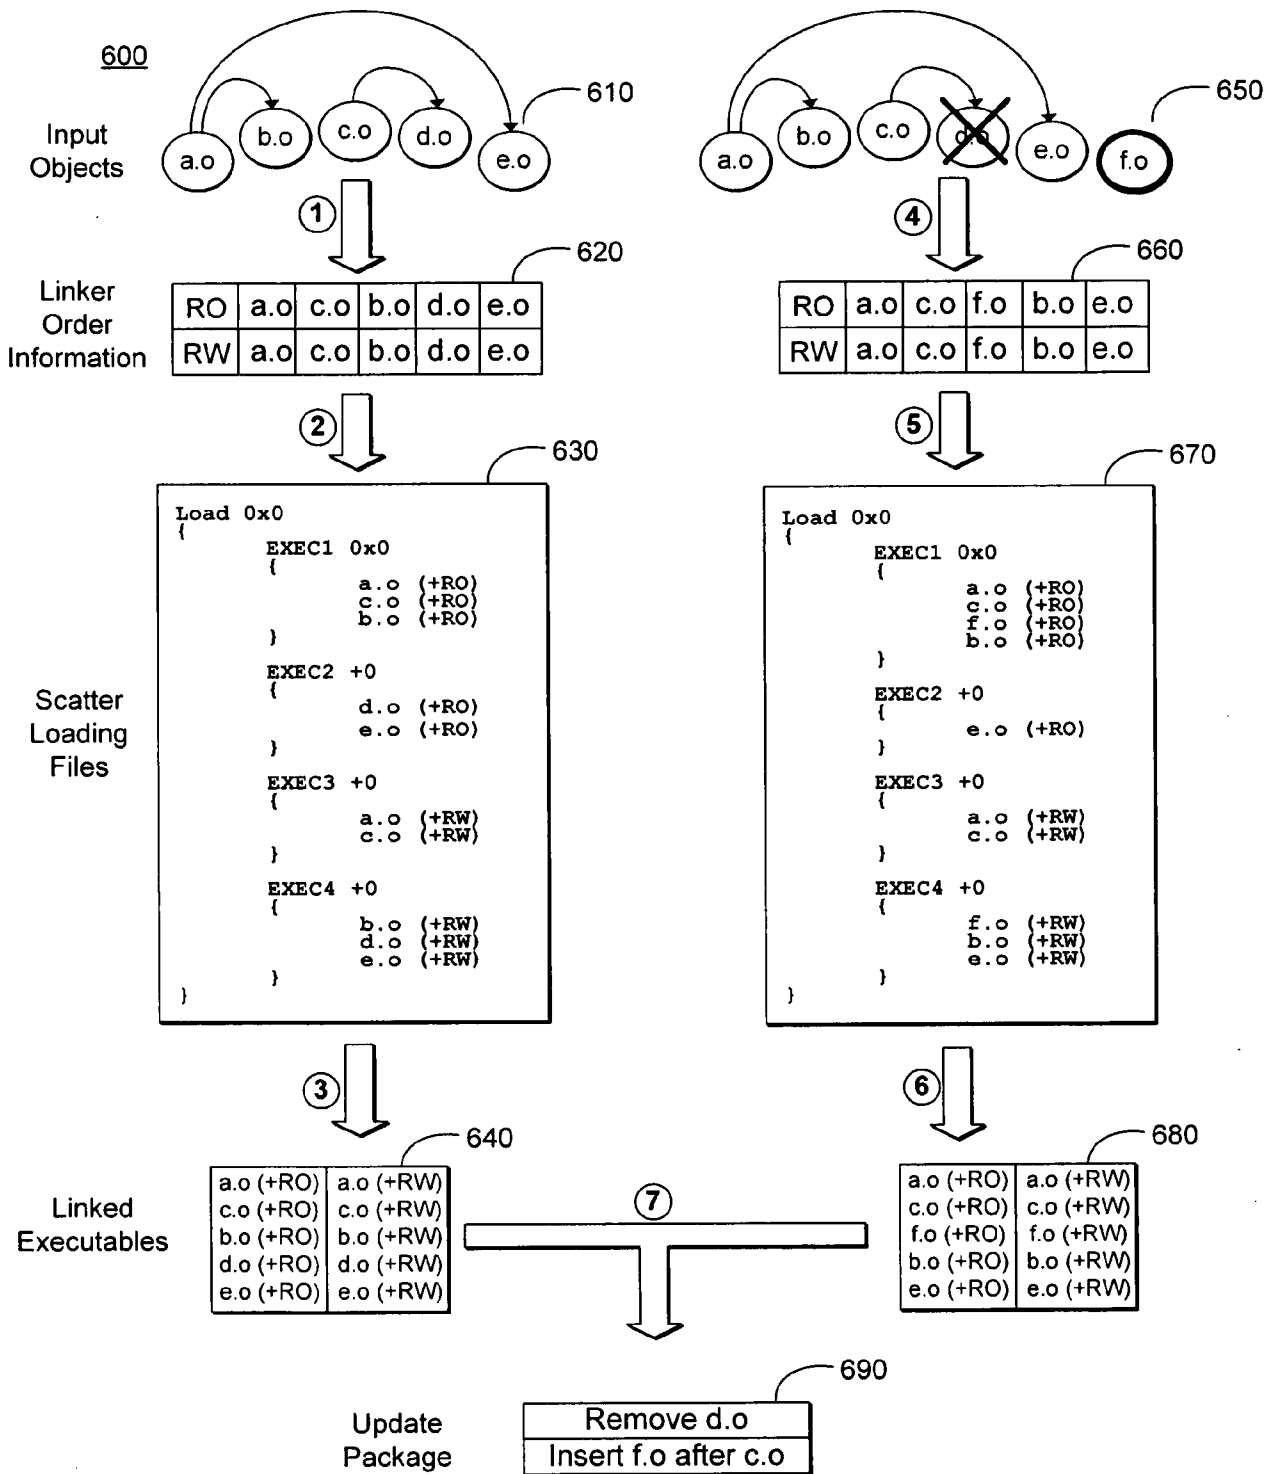 600
610
650
Input
Objects
a.o
b.o
c.o
d.o
e.o
a.o
b.o
c.o
d.o
e.o
f.o
1
4
620
660
Linker
Order
Information
RO a.o c.o b.o d.o e.o
RW a.o c.o b.o d.o e.o
RO a.o c.o f.o b.o e.o
RW a.o c.o f.o b.o e.o
2
5
630
670
Scatter
Loading
Files
Load 0x0
{
EXEC1 0x0
{
a.o (+RO)
c.o (+RO)
b.o (+RO)
}
EXEC2 +0
{
d.o (+RO)
e.o (+RO)
}
EXEC3 +0
{
a.o (+RW)
c.o (+RW)
}
EXEC4 +0
{
b.o (+RW)
d.o (+RW)
e.o (+RW)
}
}
Load 0x0
{
EXEC1 0x0
{
a.o (+RO)
c.o (+RO)
f.o (+RO)
b.o (+RO)
}
EXEC2 +0
{
e.o (+RO)
}
EXEC3 +0
{
a.o (+RW)
c.o (+RW)
}
EXEC4 +0
{
f.o (+RW)
b.o (+RW)
e.o (+RW)
}
}
3
6
640
680
Linked
Executables
a.o (+RO) a.o (+RW)
c.o (+RO) c.o (+RW)
b.o (+RO) b.o (+RW)
d.o (+RO) d.o (+RW)
e.o (+RO) e.o (+RW)
7
a.o (+RO) a.o (+RW)
c.o (+RO) c.o (+RW)
f.o (+RO) f.o (+RW)
b.o (+RO) b.o (+RW)
e.o (+RO) e.o (+RW)
690
Update
Package
Remove d.o
Insert f.o after c.o